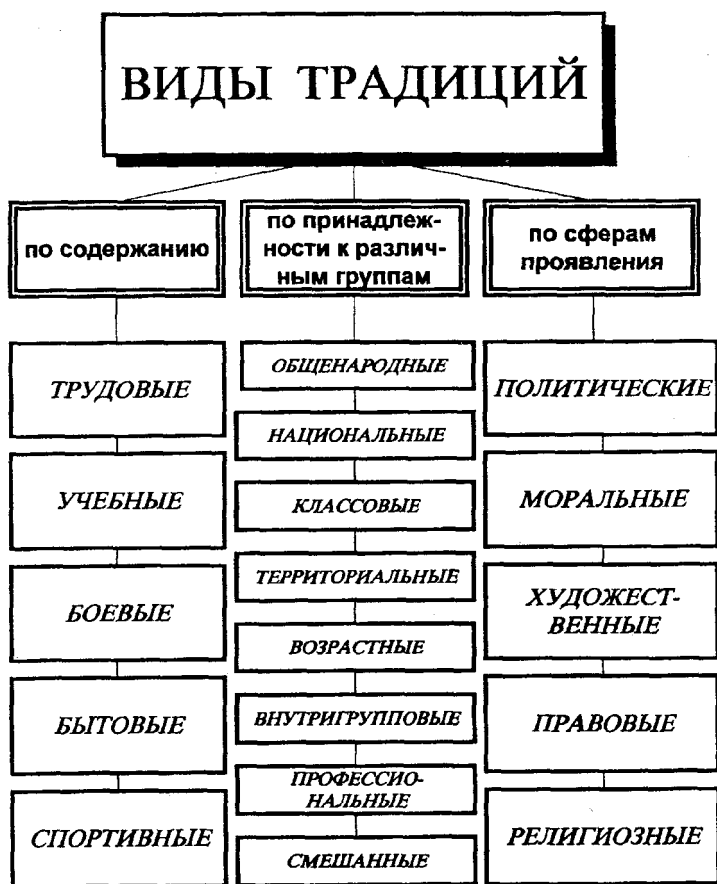 ВИДЫ ТРАДИЦИЙ
по содержанию
ТРУДОВЫЕ
УЧЕБНЫЕ
БОЕВЫЕ
БЫТОВЫЕ
СПОРТИВНЫЕ
по принадлеж-
ности к различ-
ным группам
ОБЩЕНАРОДНЫЕ
НАЦИОНАЛЬНЫЕ
КЛАССОВЫЕ
ТЕРРИТОРИАЛЬНЫЕ
ВОЗРАСТНЫЕ
ВНУТРИГРУППОВЫЕ
ПРОФЕССИО-
НАЛЬНЫЕ
СМЕШАННЫЕ
по сферам
проявления
ПОЛИТИЧЕСКИЕ
МОРАЛЬНЫЕ
ХУДОЖЕСТ-
ВЕННЫЕ
ПРАВОВЫЕ
РЕЛИГИОЗНЫЕ